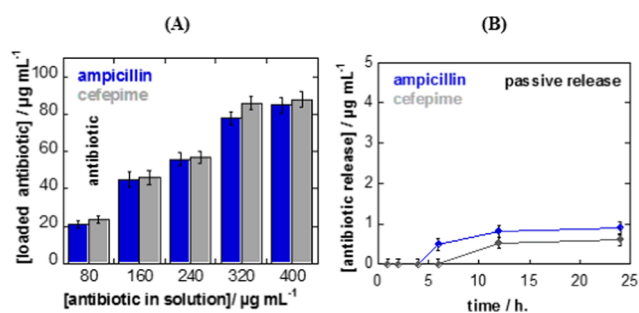 (A)
(B)
[loaded antibiotic] / µg mL⁻¹
100
80
60
40
20
0
ampicillin
cefepime
antibiotic
80 160 240 320 400
[antibiotic in solution]/ µg mL⁻¹
[antibiotic release] / µg mL⁻¹
5
4
3
2
1
0
ampicillin
cefepime
passive release
0 5 10 15 20 25
time / h.